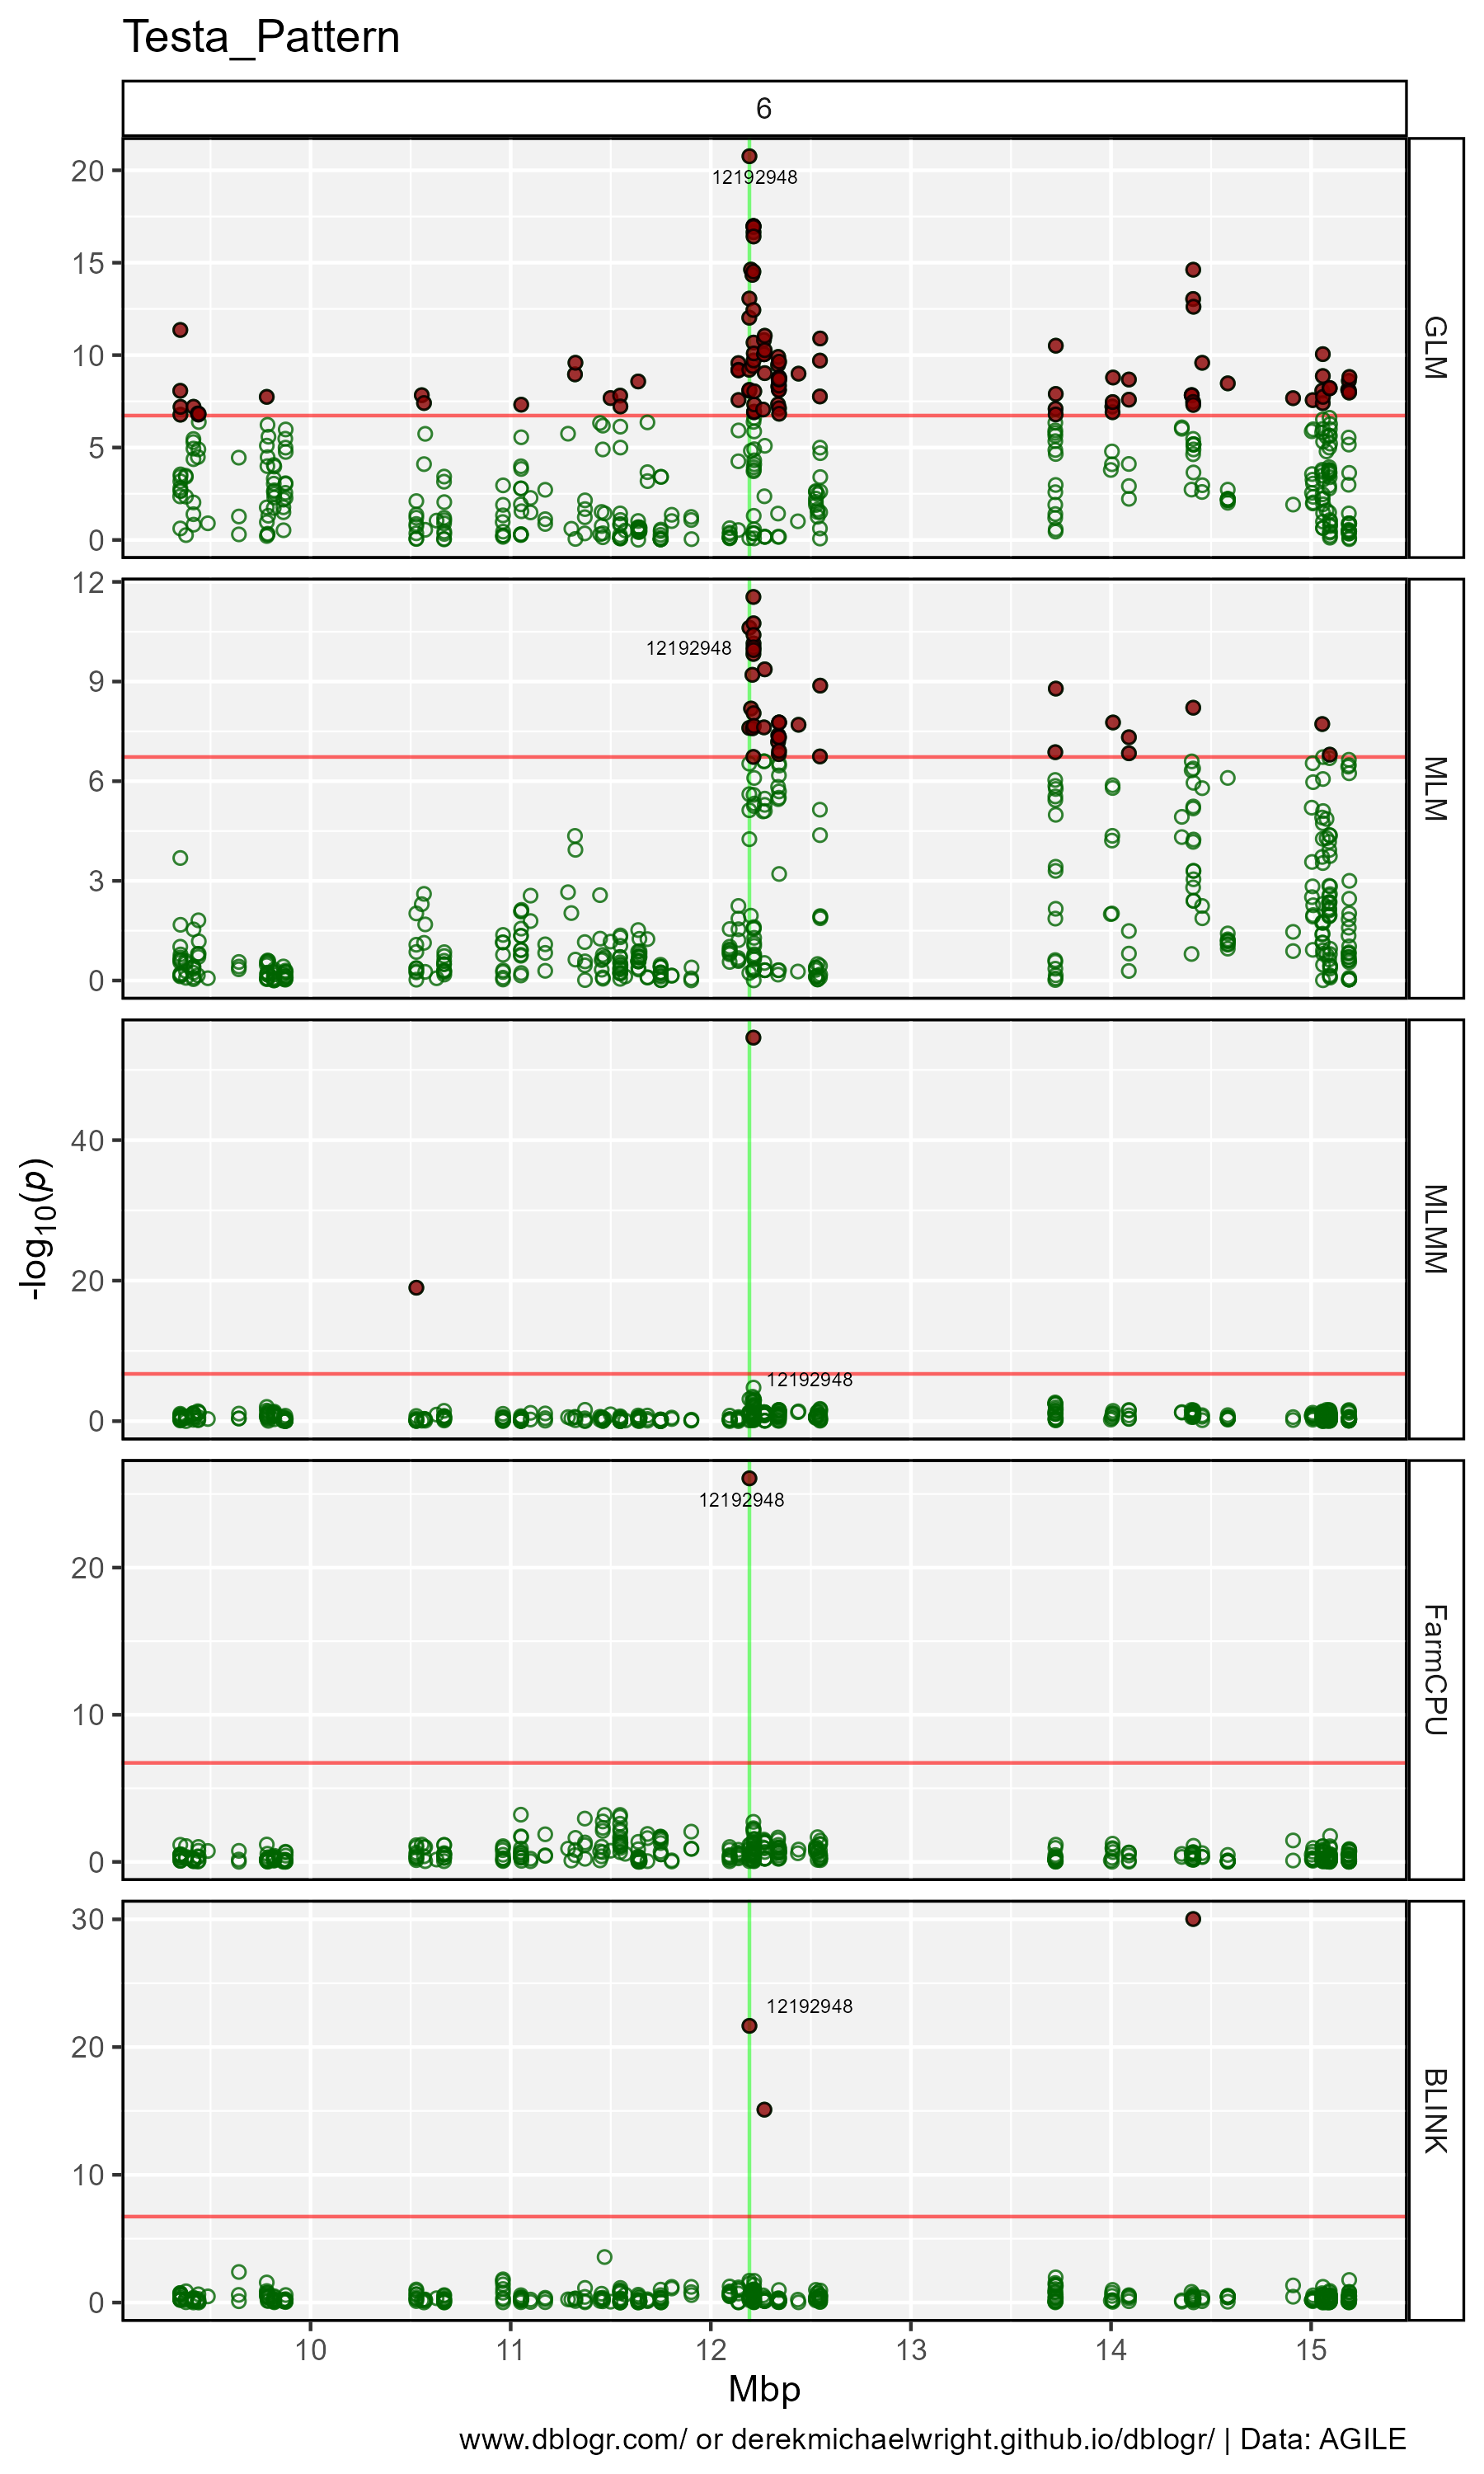 Testa_Pattern
6
20
15
10
5
0
12192948
GLM
12
9
6
3
0
12192948
MLM
40
20
0
12192948
MLMM
20
10
0
12192948
FarmCPU
30
20
10
0
12192948
BLINK
-log10(p)
10 11 12 13 14 15
Mbp
www.dblogr.com/ or derekmichaelwright.github.io/dblogr/ | Data: AGILE